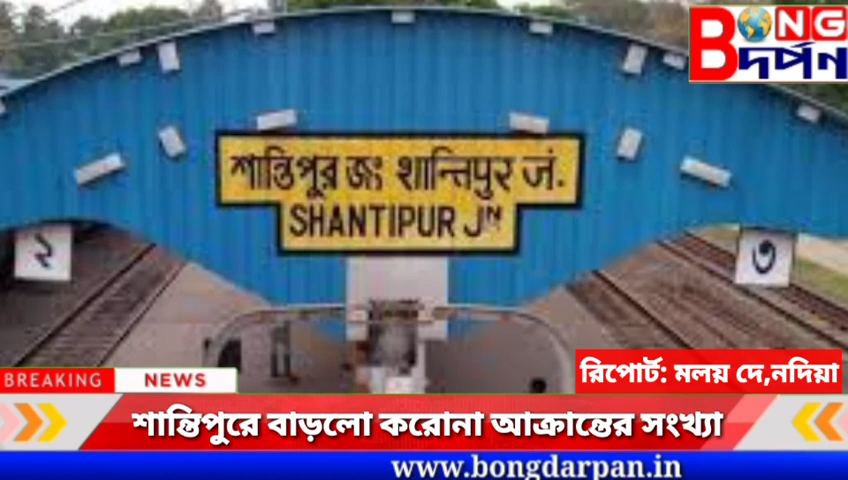 BONG
দর্পন
শান্তিপুর জং शान्तिपुर जं.
SHANTIPUR JN
২
৩
রিপোর্ট: মলয় দে,নদিয়া
BREAKING NEWS
শান্তিপুরে বাড়লো করোনা আক্রান্তের সংখ্যা
www.bongdarpan.in